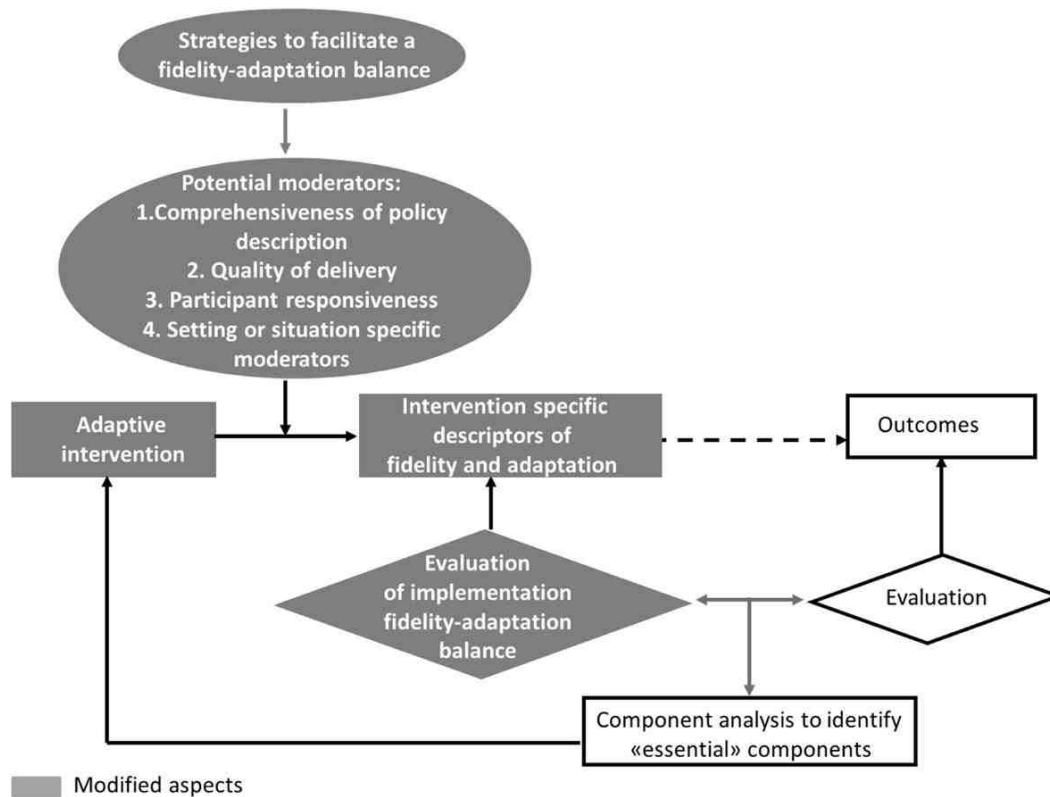 Strategies to facilitate a
fidelity-adaptation balance
Potential moderators:
1.Comprehensiveness of policy
description
2. Quality of delivery
3. Participant responsiveness
4. Setting or situation specific
moderators
Adaptive
intervention
Intervention specific
descriptors of
fidelity and adaptation
Outcomes
Evaluation
of implementation
fidelity-adaptation
balance
Evaluation
Component analysis to identify
«essential» components
Modified aspects